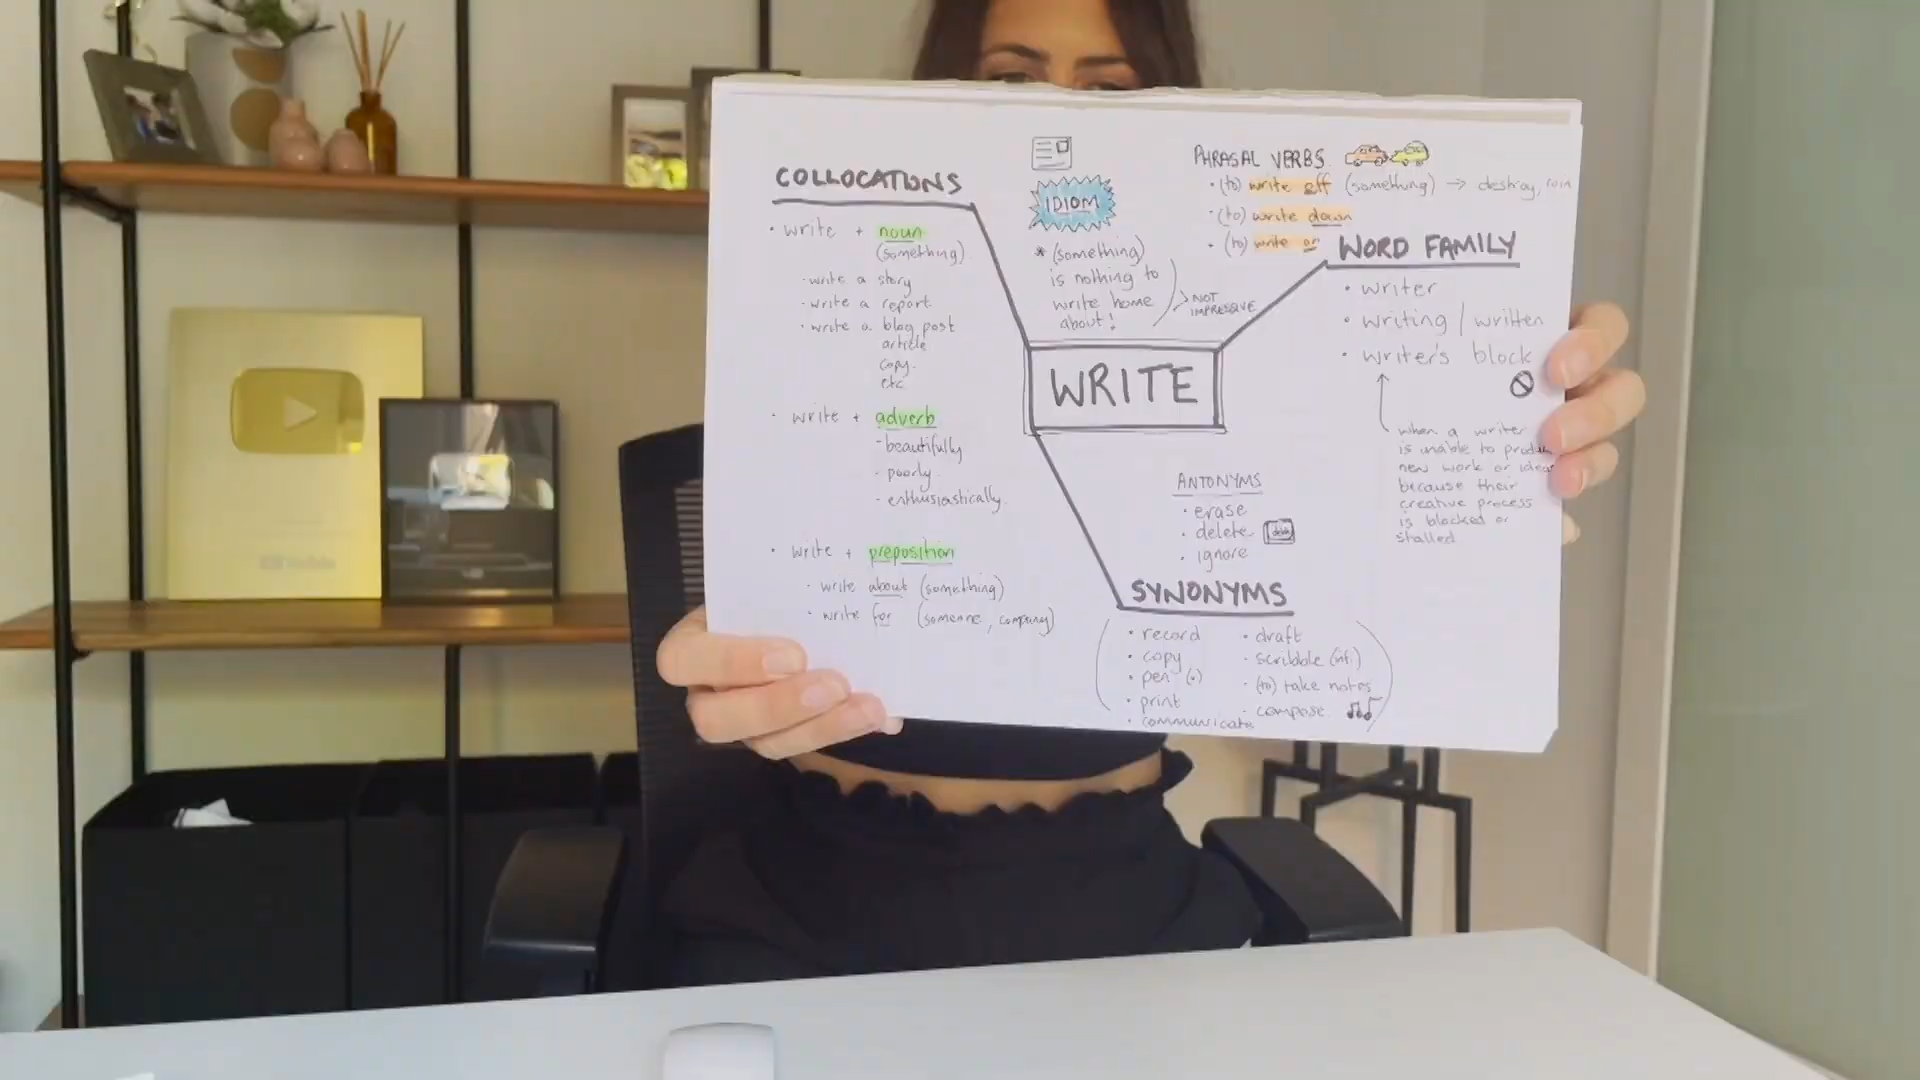 COLLOCATIONS
• write + noun
(something)
· write a story
· write a report
· write a blog post
article
copy
etc
· write + adverb
- beautifully
- poorly
- enthusiastically
• write + preposition
• write about (something)
• write for (someone, company)
IDIOM
* (something)
is nothing to
write home
about!
NOT
IMPRESSIVE
PHRASAL VERBS
• (to) write off (something) → destroy, ruin
• (to) write down
• (to) write
WORD FAMILY
• writer
• writing / written
• writer's block
when a writer
is unable to
new work or ideas
because their
creative process
is blocked or
stalled
WRITE
ANTONYMS
• erase
• delete
• ignore
SYNONYMS
• record
• copy
• pen
• print
• communicate
• draft
• scribble (inf.)
• (to) take notes
• compose